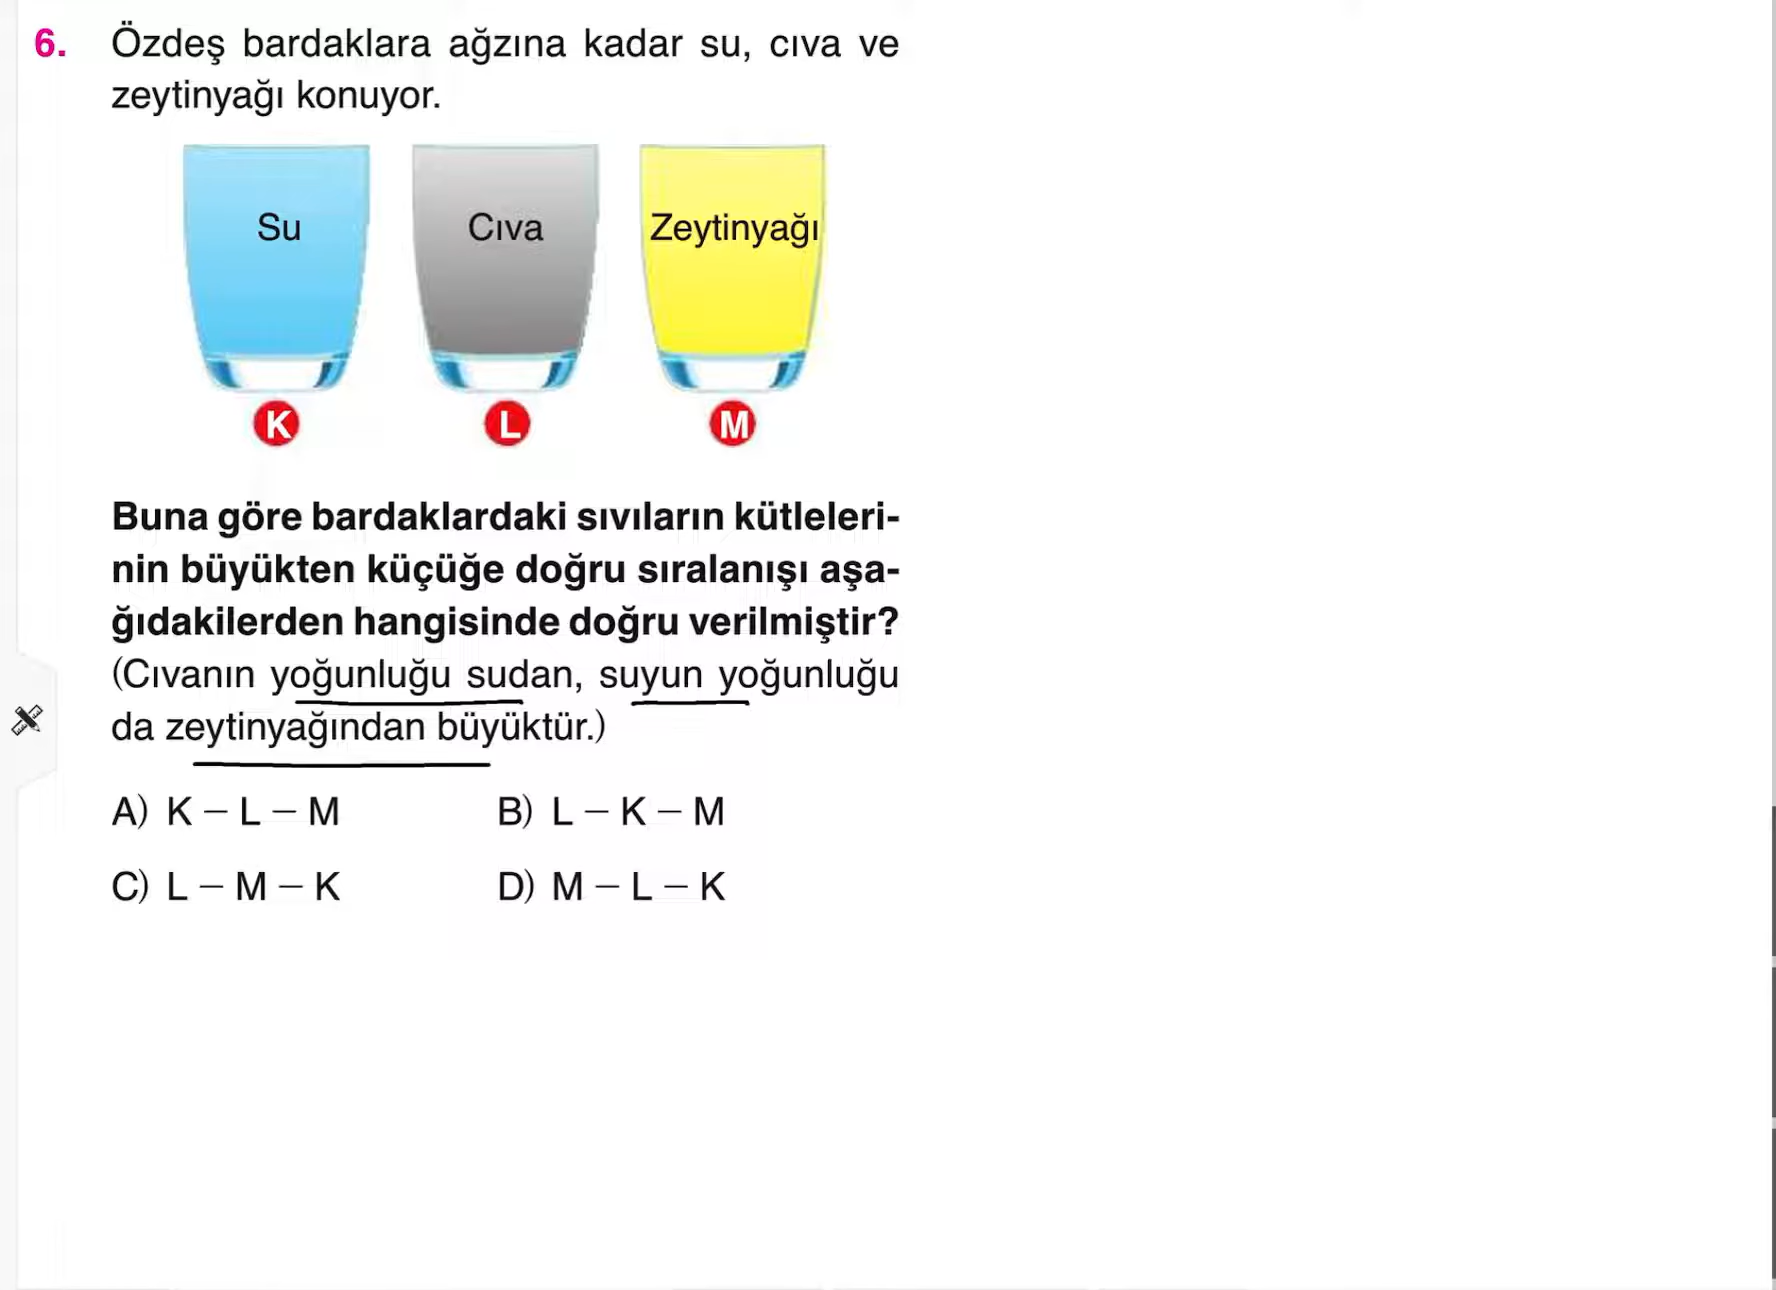 6. Özdeş bardaklara ağzına kadar su, cıva ve
zeytinyağı konuyor.
Su Cıva Zeytinyağı
K L M
Buna göre bardaklardaki sıvıların kütleleri-
nin büyükten küçüğe doğru sıralanışı aşa-
ğıdakilerden hangisinde doğru verilmiştir?
(Cıvanın yoğunluğu sudan, suyun yoğunluğu
da zeytinyağından büyüktür.)
A) K – L – M B) L – K – M
C) L – M – K D) M – L – K